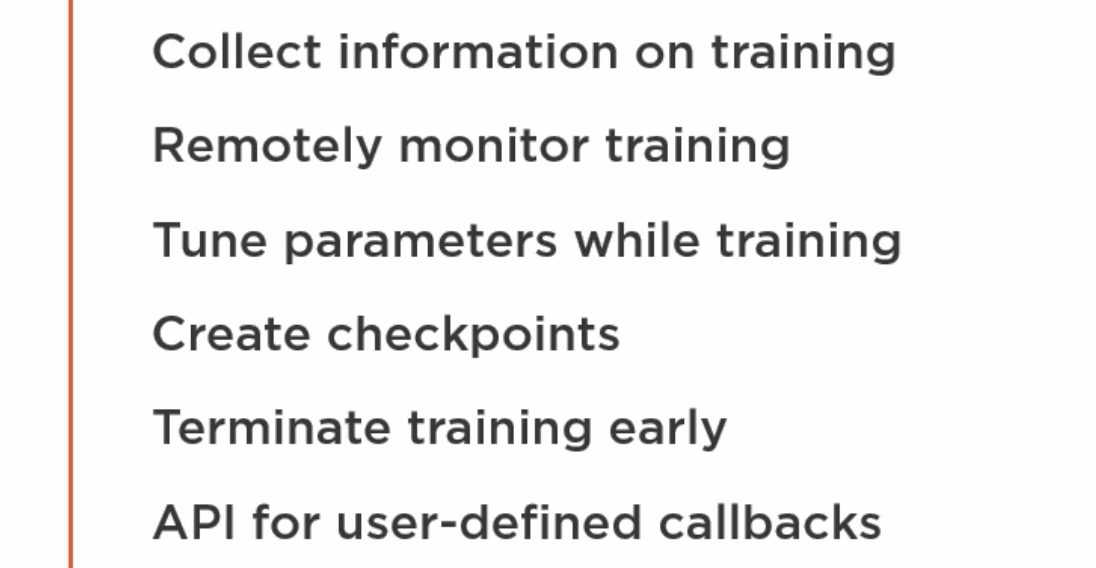 Collect information on training
Remotely monitor training
Tune parameters while training
Create checkpoints
Terminate training early
API for user-defined callbacks